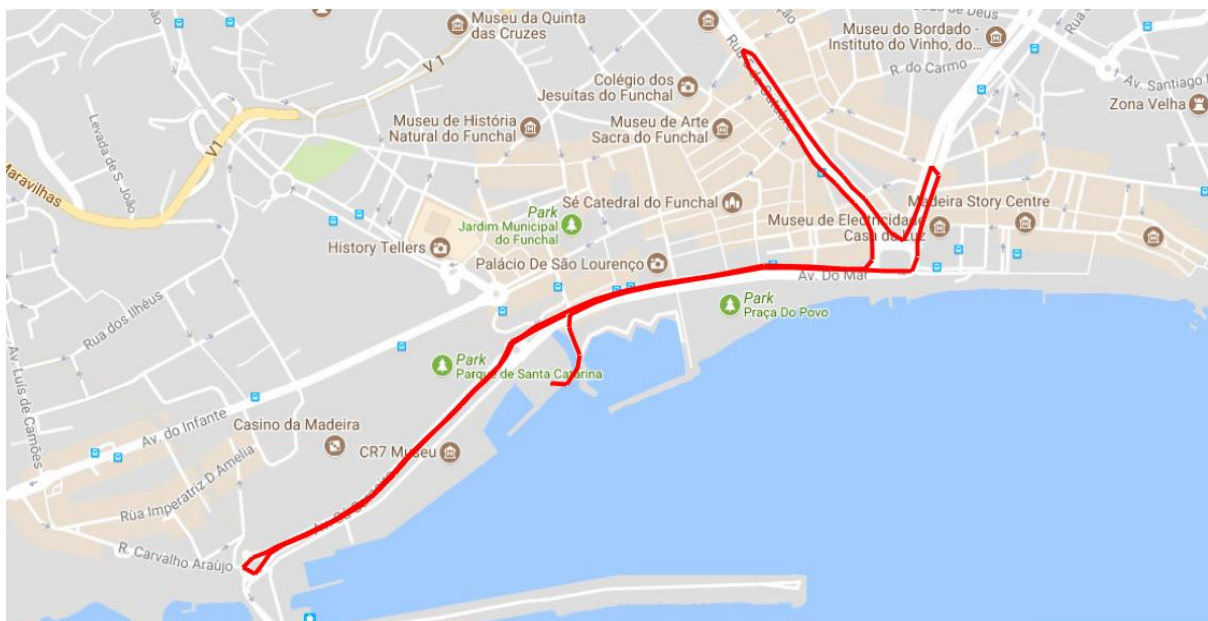 Museu da Quinta
das Cruzes
V1
Rua 5 de Outubro
Museu do Bordado -
Instituto do Vinho, do...
R. do Carmo
Av. Santiago
Zona Velha
Colégio dos
Jesuítas do Funchal
Museu de História
Natural do Funchal
Museu de Arte
Sacra do Funchal
Levada de S. João
V1
Maravilhas
Sé Catedral do Funchal
Madeira Story Centre
Museu de Electricidade
Casa da Luz
Park
Jardim Municipal
do Funchal
History Tellers
Palácio De São Lourenço
Av. Do Mar
Park
Praça Do Povo
Rua dos Ilhéus
Park
Parque de Santa Catarina
Av. Luís de Camões
Av. do Infante
Casino da Madeira
CR7 Museu
Rua Imperatriz D Amelia
R. Carvalho Araújo